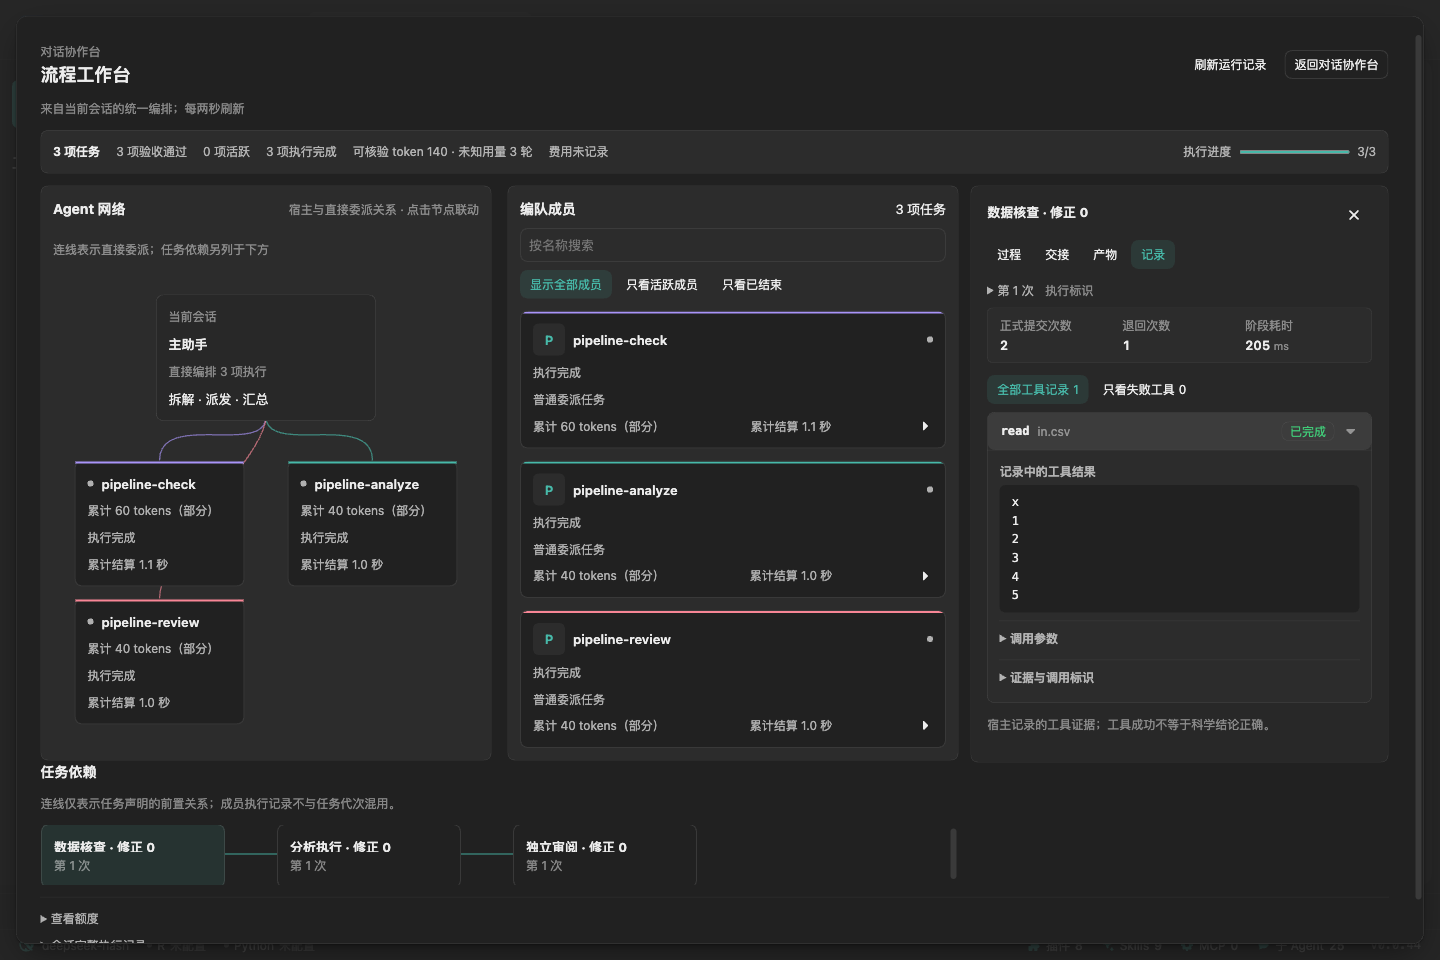 对话协作台
流程工作台
来自当前会话的统一编排；每两秒刷新
刷新运行记录
返回对话协作台
3 项任务 3 项验收通过 0 项活跃 3 项执行完成 可核验 token 140 · 未知用量 3 轮 费用未记录
执行进度 3/3
Agent 网络
宿主与直接委派关系 · 点击节点联动
连线表示直接委派；任务依赖另列于下方
当前会话
主助手
直接编排 3 项执行
拆解 · 派发 · 汇总
pipeline-check
累计 60 tokens（部分）
执行完成
累计结算 1.1 秒
pipeline-analyze
累计 40 tokens（部分）
执行完成
累计结算 1.0 秒
pipeline-review
累计 40 tokens（部分）
执行完成
累计结算 1.0 秒
编队成员
3 项任务
按名称搜索
显示全部成员 只看活跃成员 只看已结束
P pipeline-check
执行完成
普通委派任务
累计 60 tokens（部分） 累计结算 1.1 秒
P pipeline-analyze
执行完成
普通委派任务
累计 40 tokens（部分） 累计结算 1.0 秒
P pipeline-review
执行完成
普通委派任务
累计 40 tokens（部分） 累计结算 1.0 秒
数据核查 · 修正 0
过程 交接 产物 记录
第 1 次 执行标识
正式提交次数 退回次数 阶段耗时
2 1 205 ms
全部工具记录 1 只看失败工具 0
read in.csv 已完成
记录中的工具结果
x
1
2
3
4
5
调用参数
证据与调用标识
宿主记录的工具证据；工具成功不等于科学结论正确。
任务依赖
连线仅表示任务声明的前置关系；成员执行记录不与任务代次混用。
数据核查 · 修正 0
第 1 次
分析执行 · 修正 0
第 1 次
独立审阅 · 修正 0
第 1 次
查看额度